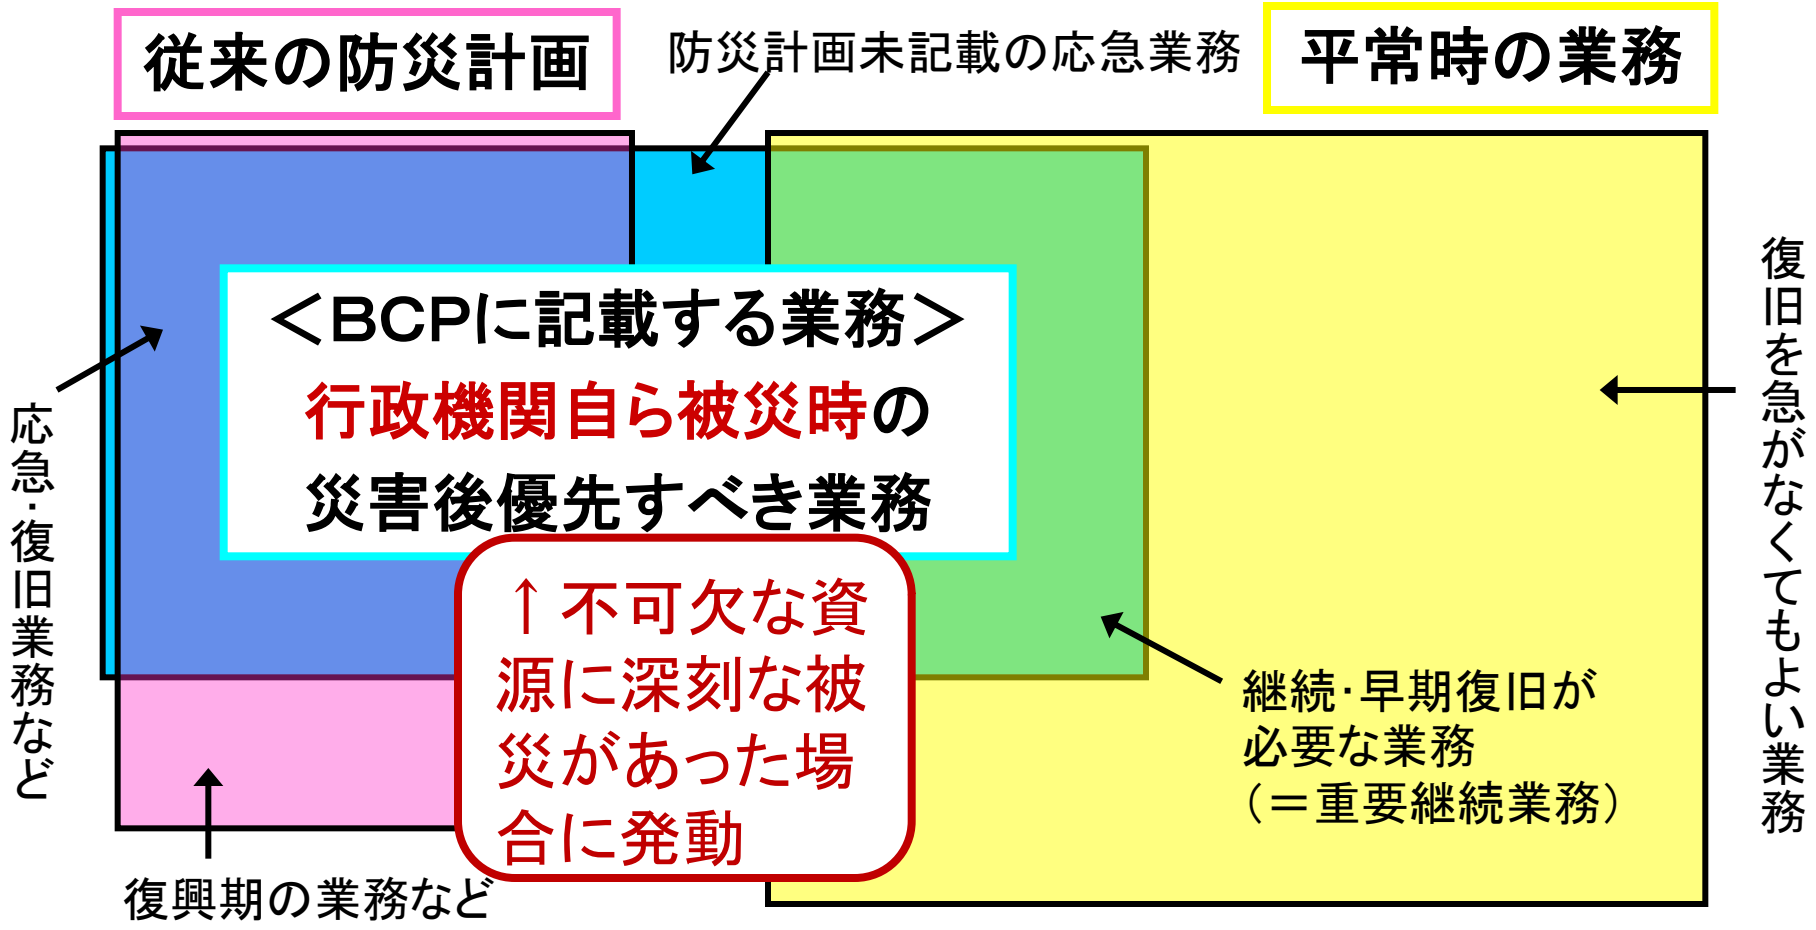 従来の防災計画
防災計画未記載の応急業務
平常時の業務
＜BCPに記載する業務＞
行政機関自ら被災時の
災害後優先すべき業務
↑不可欠な資
源に深刻な被
災があった場
合に発動
応急・復旧業務など
復旧を急がなくてもよい業務
継続・早期復旧が
必要な業務
（＝重要継続業務）
復興期の業務など